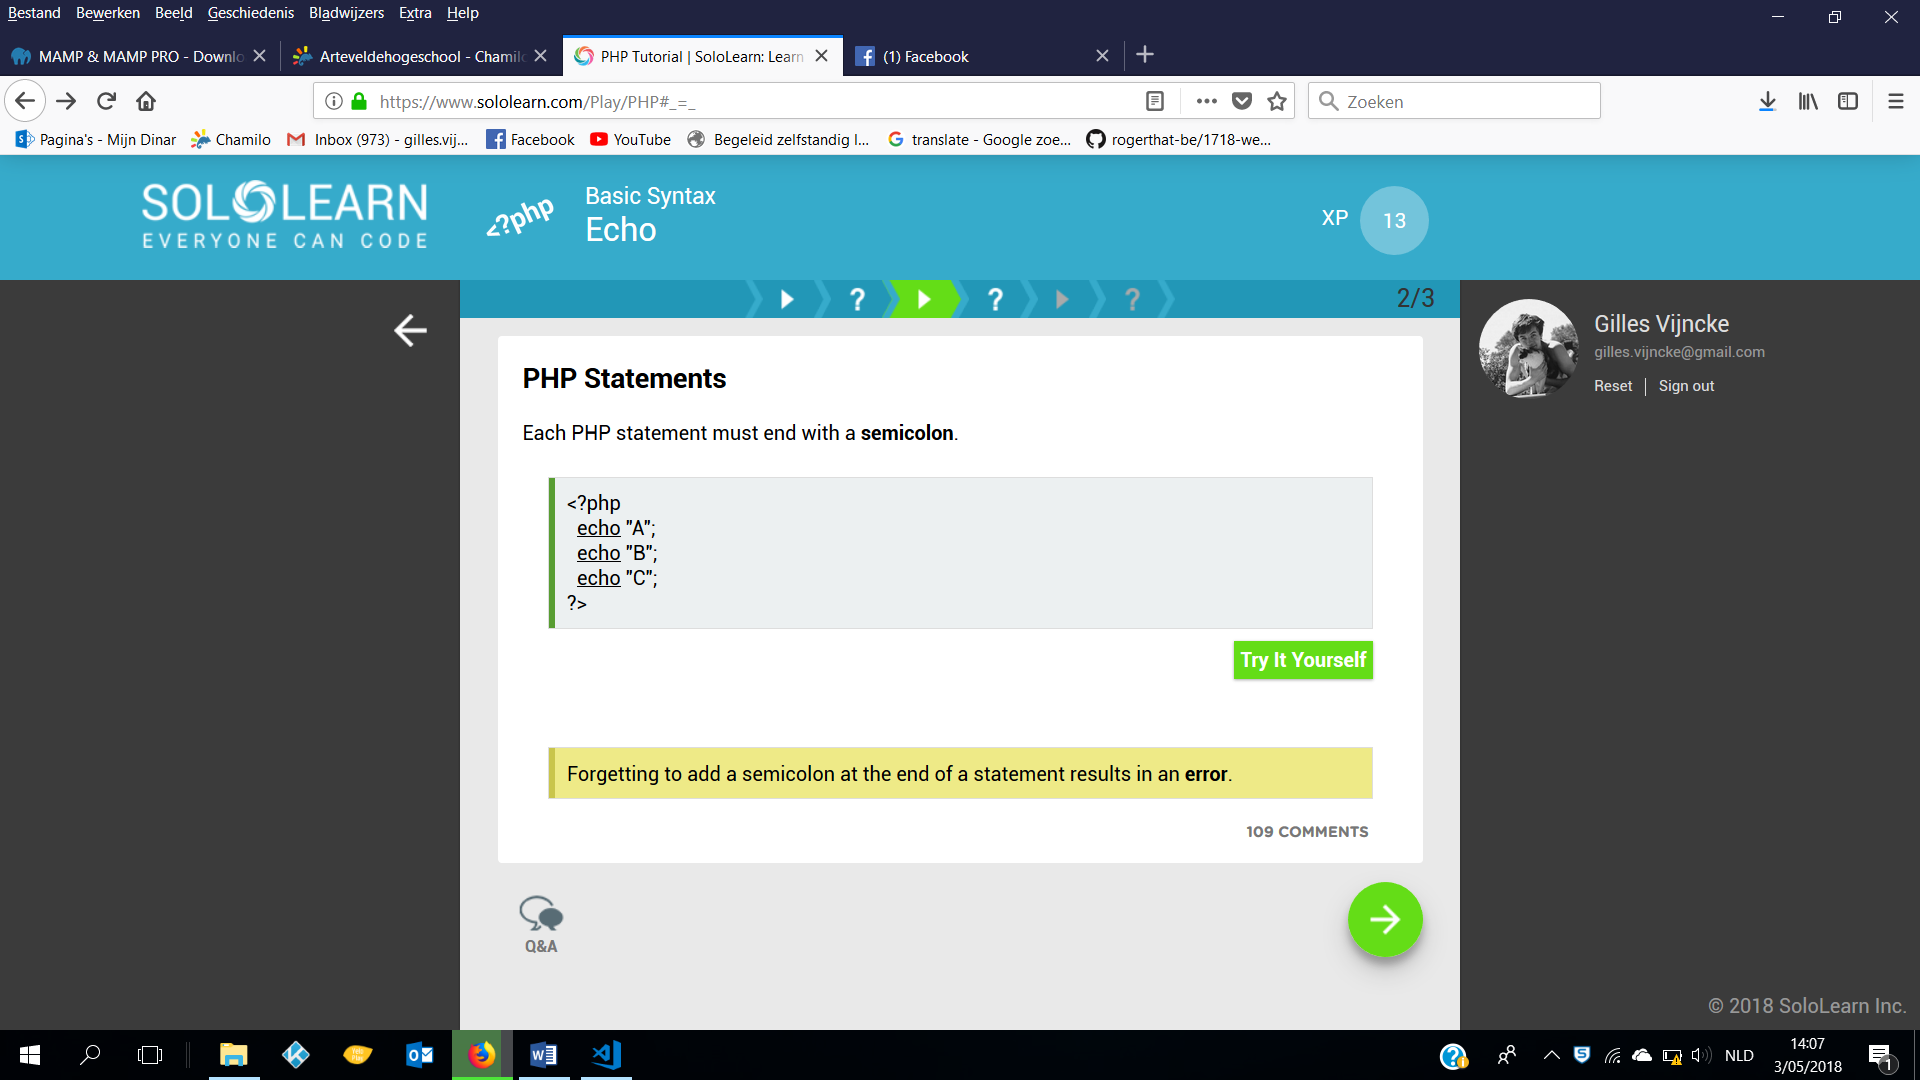 Bestand Bewerken Beeld Geschiedenis Bladwijzers Extra Help
MAMP & MAMP PRO - Downlo Arteveldehogeschool - Chamilo PHP Tutorial | SoloLearn: Learn (1) Facebook
https://www.sololearn.com/Play/PHP#_=_ Zoeken
Pagina's - Mijn Dinar Chamilo Inbox (973) - gilles.vij... Facebook YouTube Begeleid zelfstandig l... translate - Google zoe... rogerthat-be/1718-we...
SOLOLEARN
EVERYONE CAN CODE
<?php
Basic Syntax
Echo
XP 13
? ? ? 2/3
PHP Statements
Each PHP statement must end with a semicolon.
<?php
echo "A";
echo "B";
echo "C";
?>
Try It Yourself
Forgetting to add a semicolon at the end of a statement results in an error.
109 COMMENTS
Q&A
Gilles Vijncke
gilles.vijncke@gmail.com
Reset | Sign out
© 2018 SoloLearn Inc.
NLD 14:07
3/05/2018
1